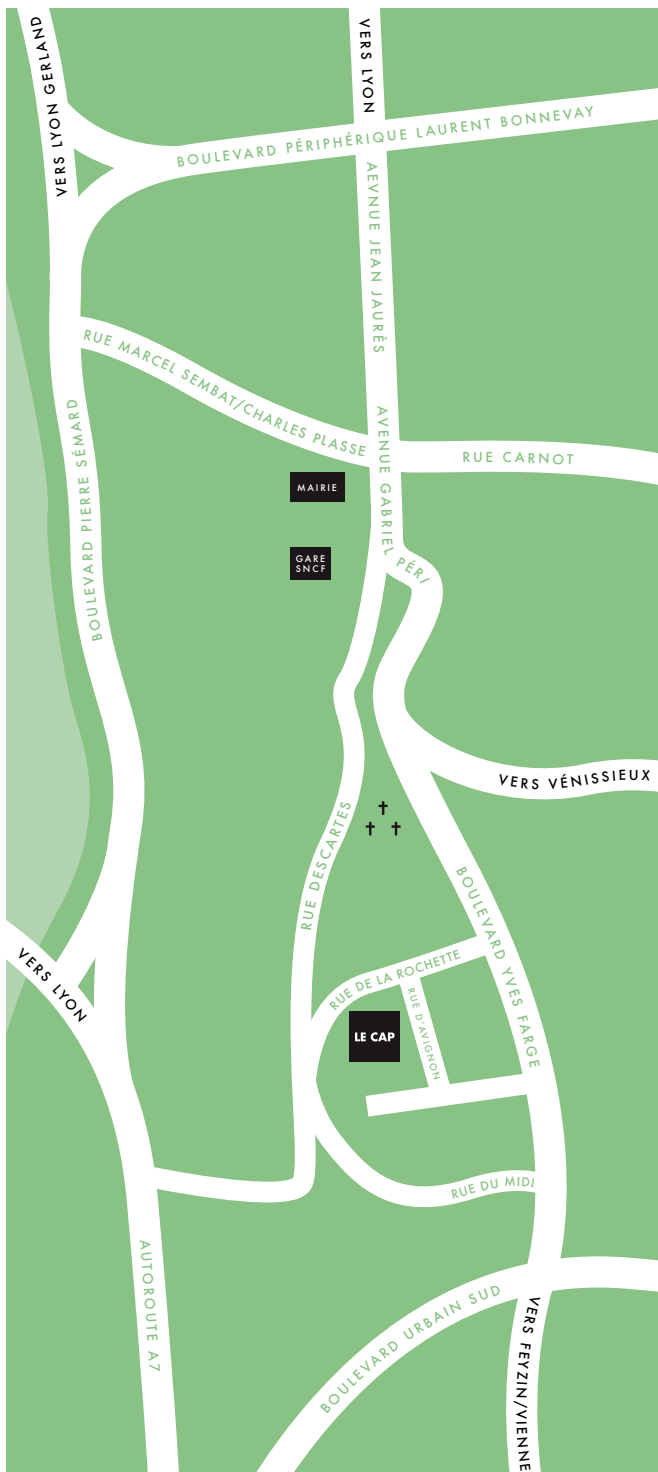 VERS LYON GERLAND
VERS LYON
BOULEVARD PÉRIPHÉRIQUE LAURENT BONNEVAY
AEVNUE JEAN JAURÈS
RUE MARCEL SEMBAT/CHARLES PLASSE
BOULEVARD PIERRE SÉMARD
AVENUE GABRIEL PÉRI
RUE CARNOT
MAIRIE
GARE
SNCF
VERS VÉNISSIEUX
RUE DESCARTES
BOULEVARD YVES FARGE
VERS LYON
RUE DE LA ROCHETTE
RUE D'AVIGNON
LE CAP
RUE DU MIDI
AUTOROUTE A7
BOULEVARD URBAIN SUD
VERS FEYZIN/VIENNE